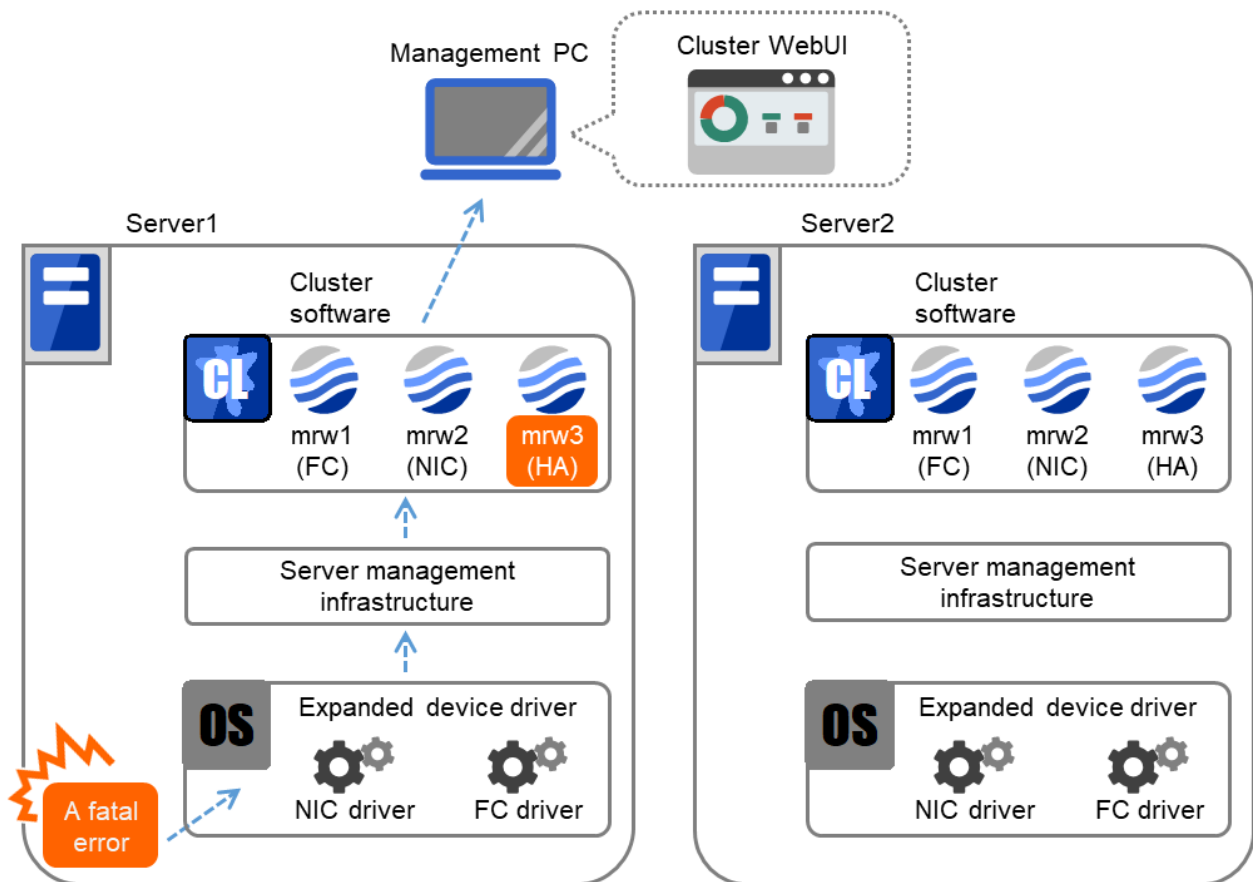 Management PC
Cluster WebUI
Server1
Cluster
software
CL
mrw1
(FC)
mrw2
(NIC)
mrw3
(HA)
Server management
infrastructure
OS
Expanded device driver
NIC driver
FC driver
A fatal
error
Server2
Cluster
software
CL
mrw1
(FC)
mrw2
(NIC)
mrw3
(HA)
Server management
infrastructure
OS
Expanded device driver
NIC driver
FC driver